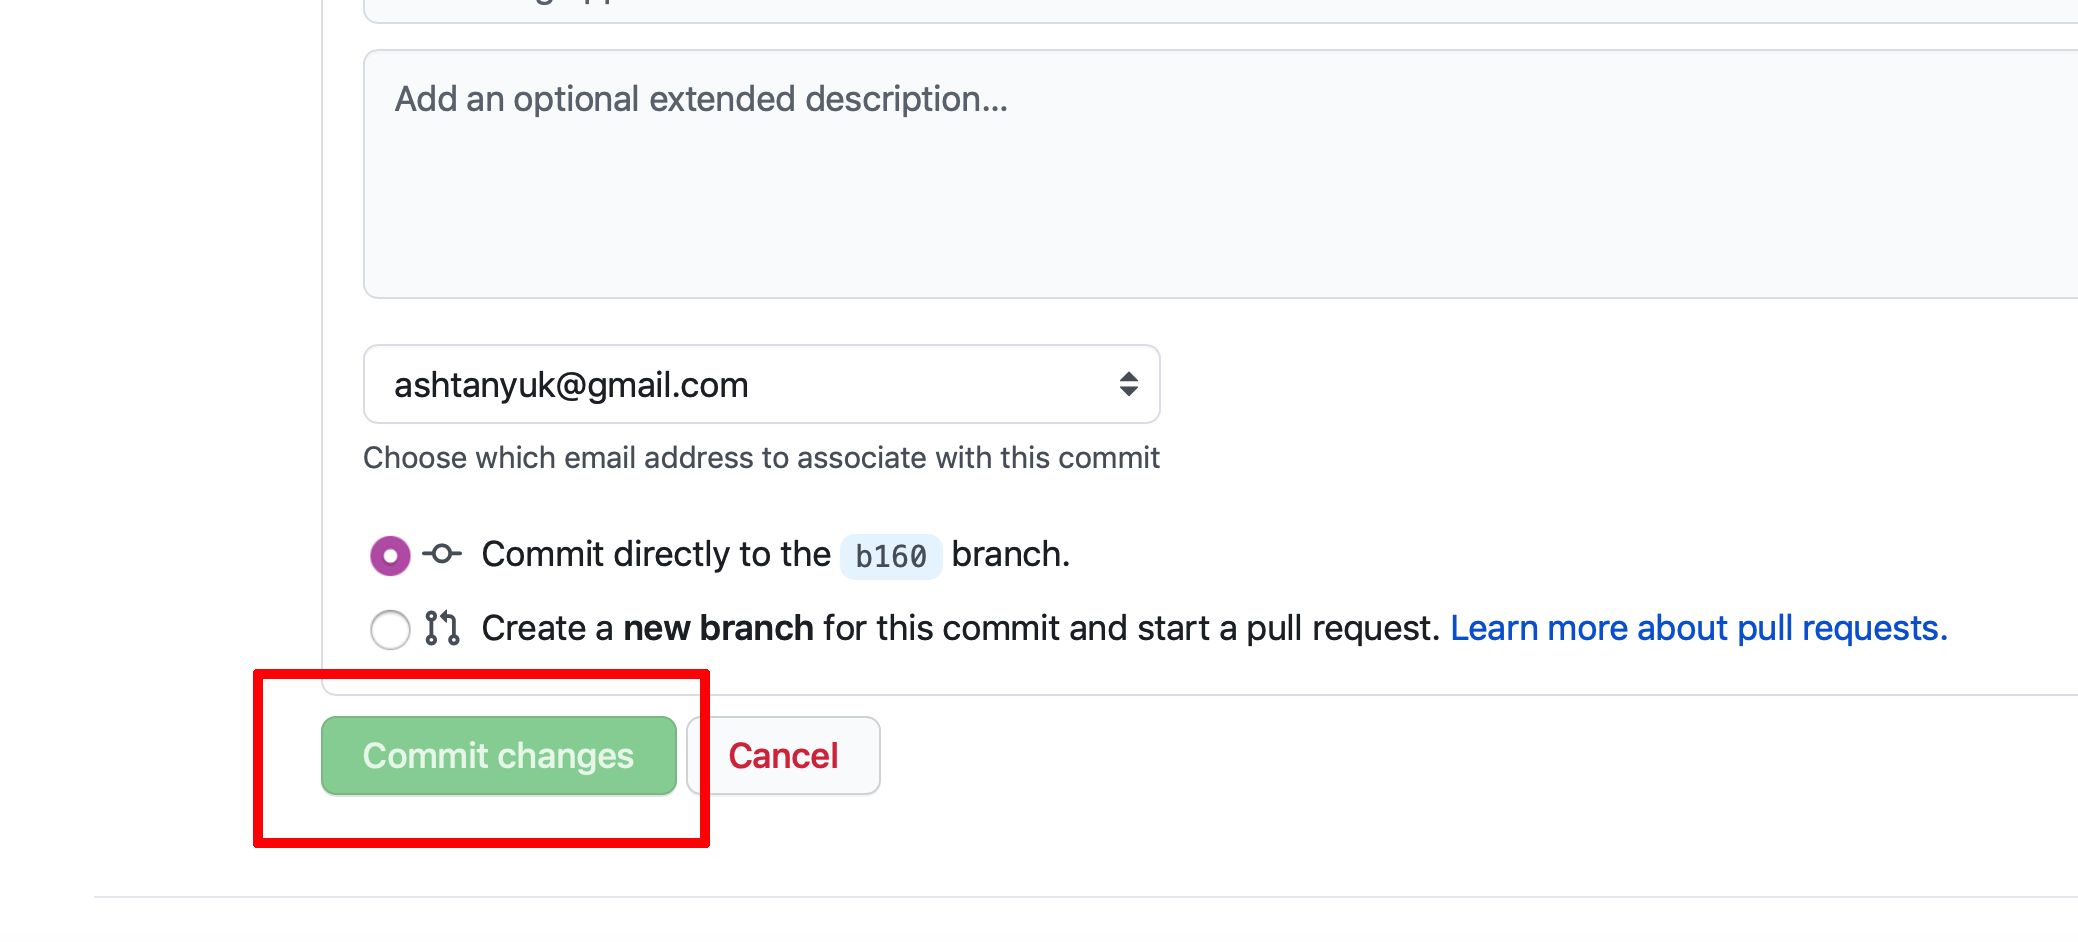 Add an optional extended description...
ashtanyuk@gmail.com
Choose which email address to associate with this commit
Commit directly to the b160 branch.
Create a new branch for this commit and start a pull request. Learn more about pull requests.
Commit changes
Cancel